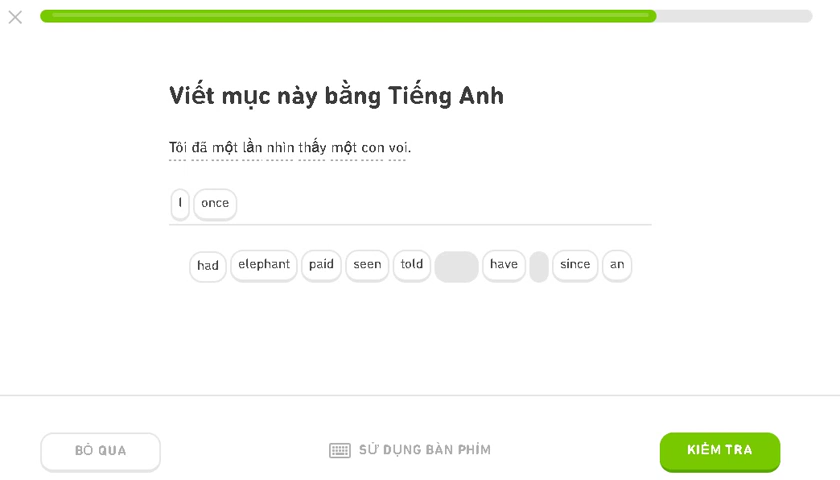 Viết mục này bằng Tiếng Anh
Tôi đã một lần nhìn thấy một con voi.
I once
had elephant paid seen told have since an
BỎ QUA SỬ DỤNG BÀN PHÍM KIỂM TRA